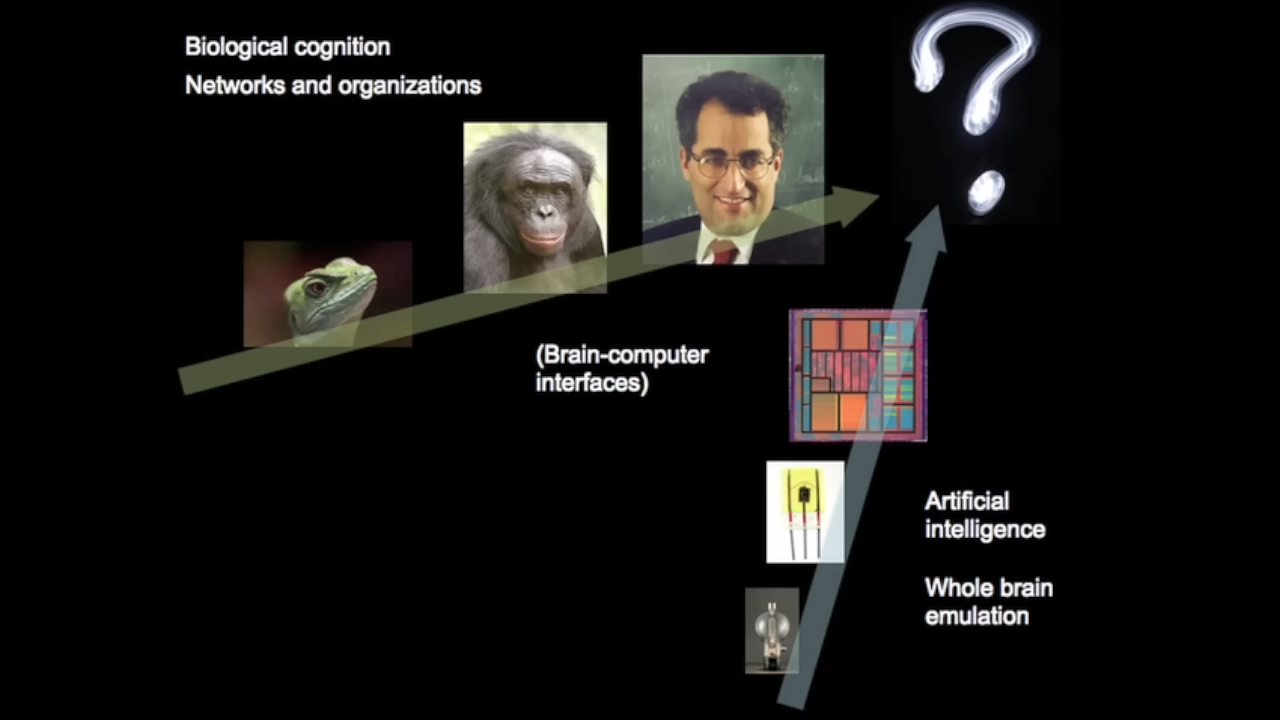 Biological cognition
Networks and organizations
(Brain-computer
interfaces)
Artificial
intelligence
Whole brain
emulation